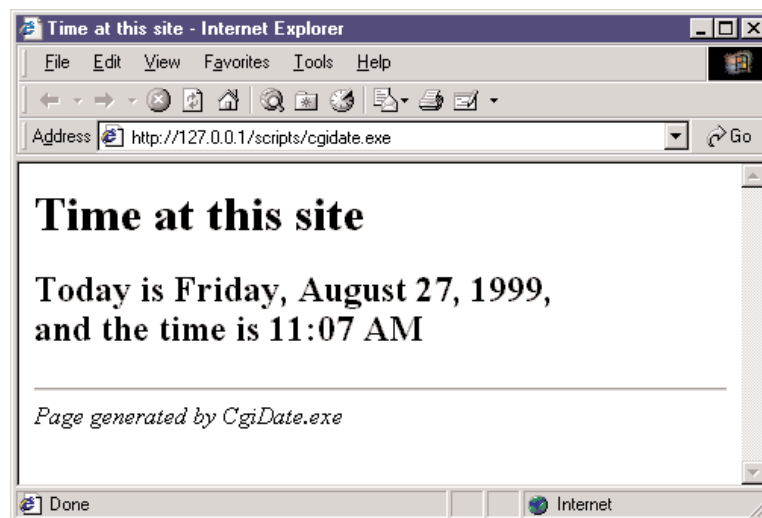 Time at this site - Internet Explorer
File Edit View Favorites Tools Help
Address http://127.0.0.1/scripts/cgidate.exe Go
Time at this site
Today is Friday, August 27, 1999,
and the time is 11:07 AM
Page generated by CgiDate.exe
Done Internet